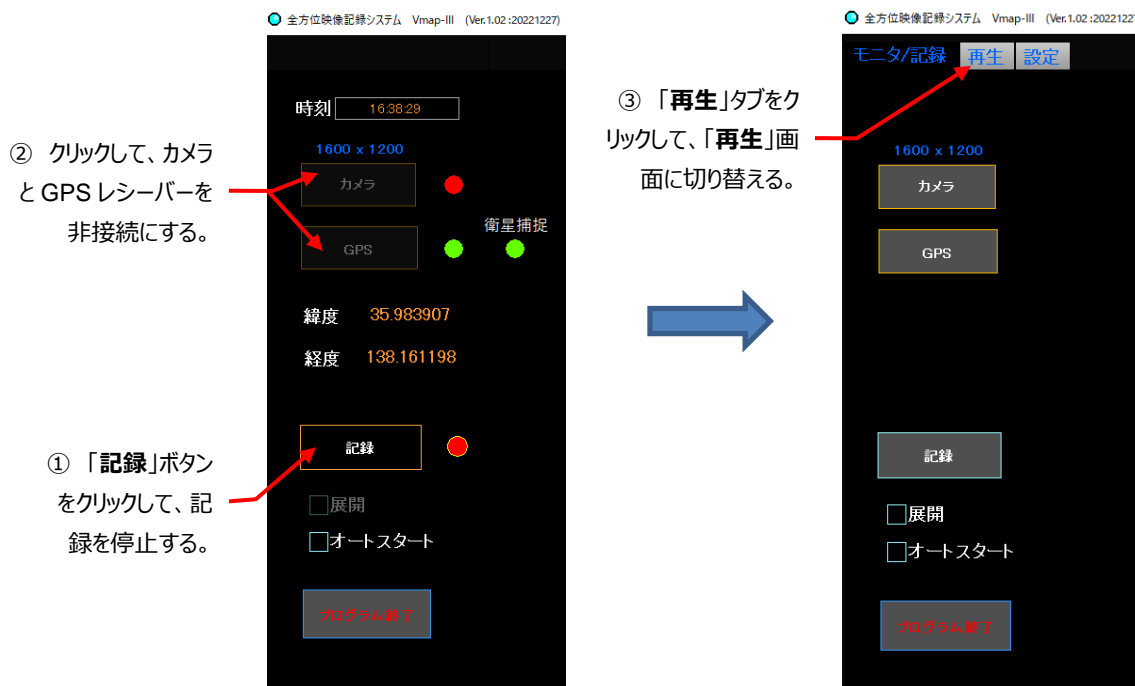 全方位映像記録システム Vmap-III (Ver.1.02 :20221227)
時刻 16:38:29
1600 x 1200
カメラ
衛星捕捉
GPS
緯度 35.983907
経度 138.161198
記録
展開
オートスタート
プログラム終了
② クリックして、カメラ
と GPS レシーバーを
非接続にする。
① 「記録」ボタン
をクリックして、記
録を停止する。
③ 「再生」タブをク
リックして、「再生」画
面に切り替える。
全方位映像記録システム Vmap-III (Ver.1.02 :2022122
モニタ/記録 再生 設定
1600 x 1200
カメラ
GPS
記録
展開
オートスタート
プログラム終了